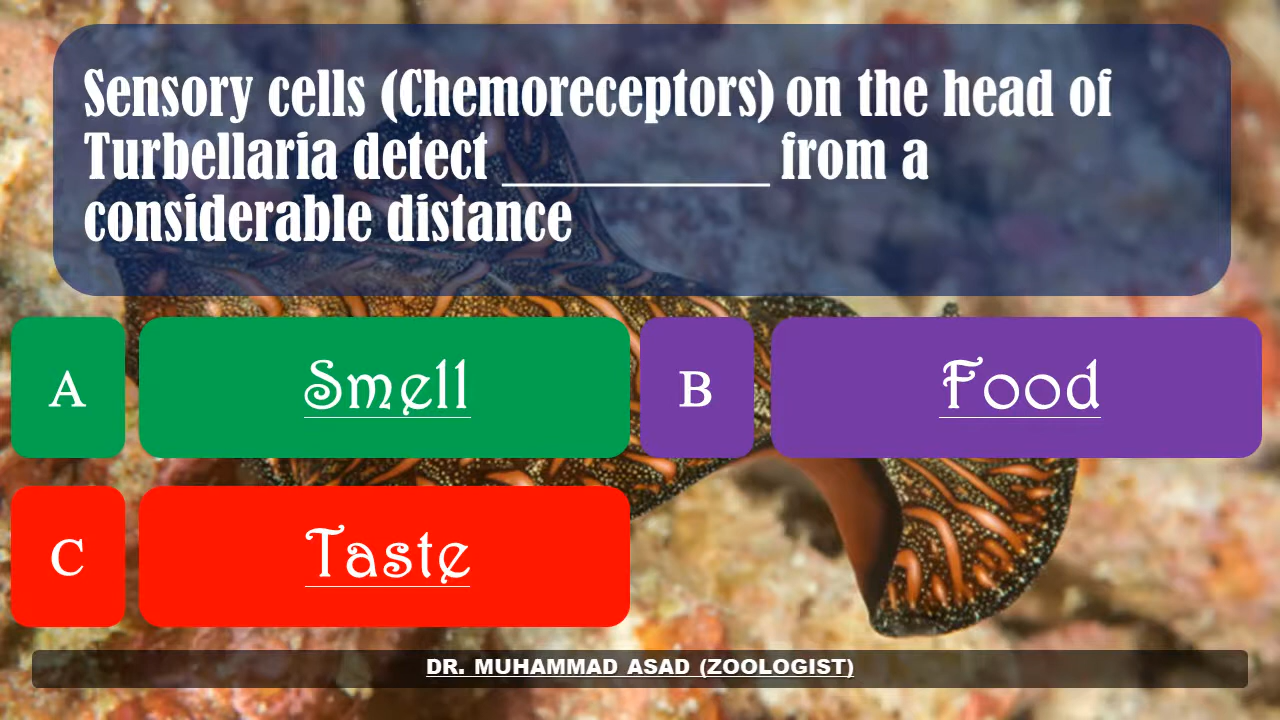 Sensory cells (Chemoreceptors) on the head of
Turbellaria detect ____________ from a
considerable distance
A Smell B Food
C Taste
DR. MUHAMMAD ASAD (ZOOLOGIST)